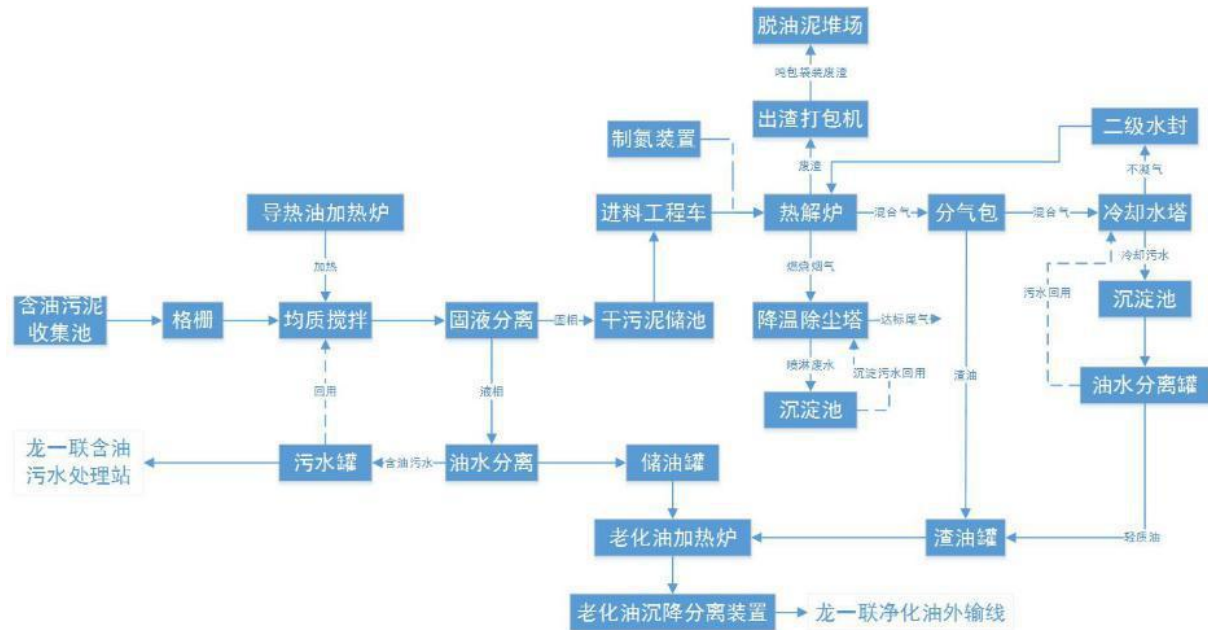 脱油泥堆场
吨包袋装废渣
出渣打包机
二级水封
制氮装置
废渣
不凝气
导热油加热炉
进料工程车
热解炉
混合气
分气包
混合气
冷却水塔
加热
燃烧烟气
冷却污水
含油污泥
收集池
格栅
均质搅拌
固液分离
固相
干污泥储池
降温除尘塔
达标尾气
污水回用
沉淀池
回用
液相
喷淋废水
沉淀污水回用
渣油
沉淀池
油水分离罐
龙一联含油
污水处理站
污水罐
含油污水
油水分离
储油罐
老化油加热炉
渣油罐
轻质油
老化油沉降分离装置
龙一联净化油外输线